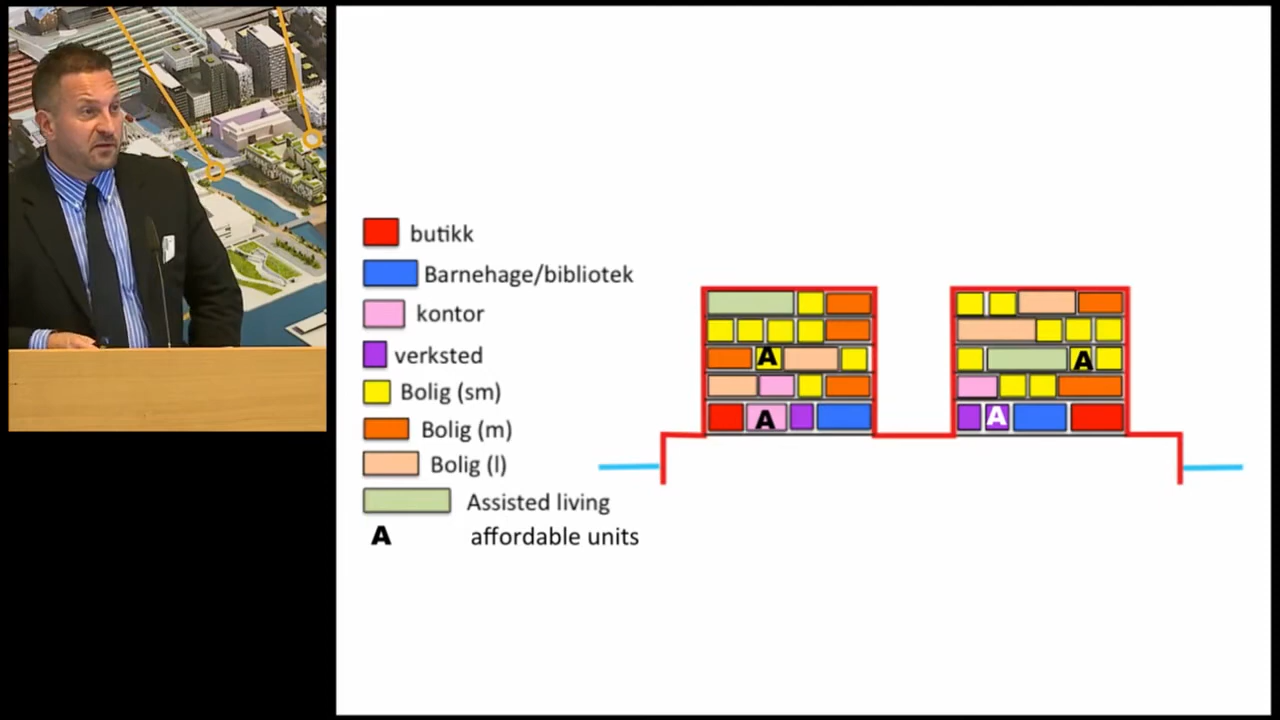 butikk
Barnehage/bibliotek
kontor
verksted
Bolig (sm)
Bolig (m)
Bolig (l)
Assisted living
A affordable units
A
A
A
A